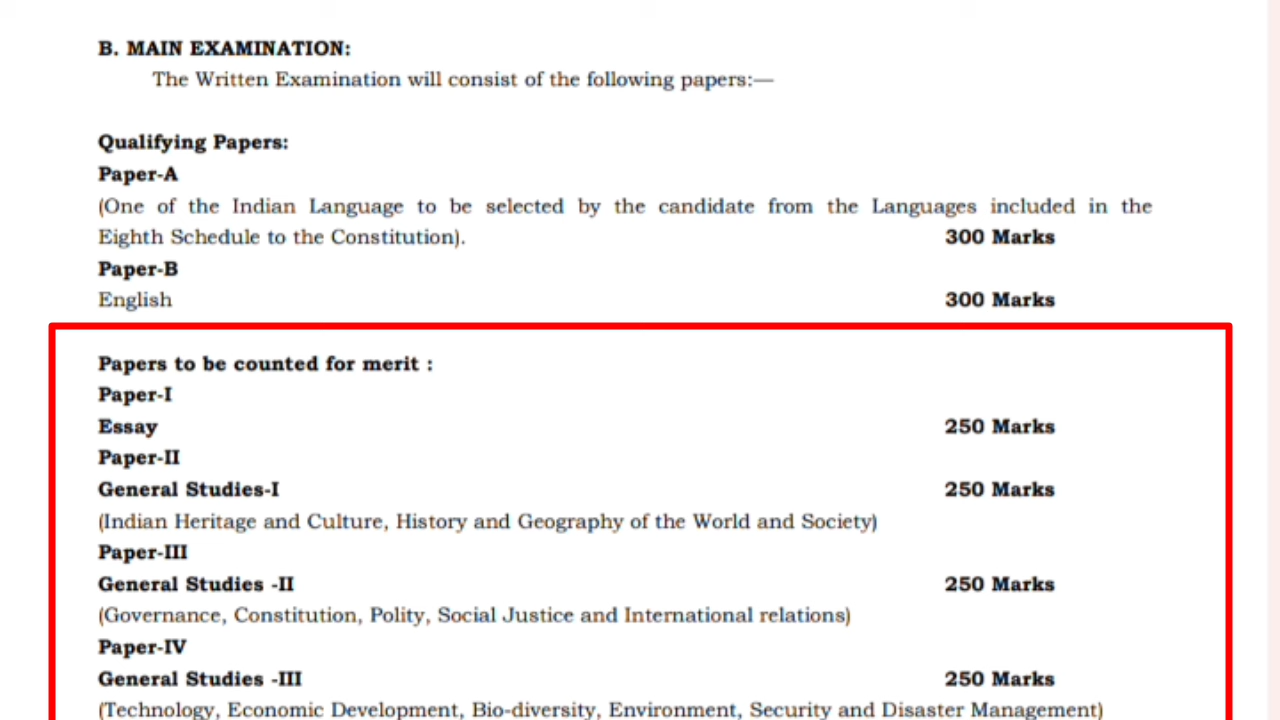 B. MAIN EXAMINATION:
The Written Examination will consist of the following papers:—
Qualifying Papers:
Paper-A
(One of the Indian Language to be selected by the candidate from the Languages included in the
Eighth Schedule to the Constitution). 300 Marks
Paper-B
English 300 Marks
Papers to be counted for merit :
Paper-I
Essay 250 Marks
Paper-II
General Studies-I 250 Marks
(Indian Heritage and Culture, History and Geography of the World and Society)
Paper-III
General Studies -II 250 Marks
(Governance, Constitution, Polity, Social Justice and International relations)
Paper-IV
General Studies -III 250 Marks
(Technology, Economic Development, Bio-diversity, Environment, Security and Disaster Management)